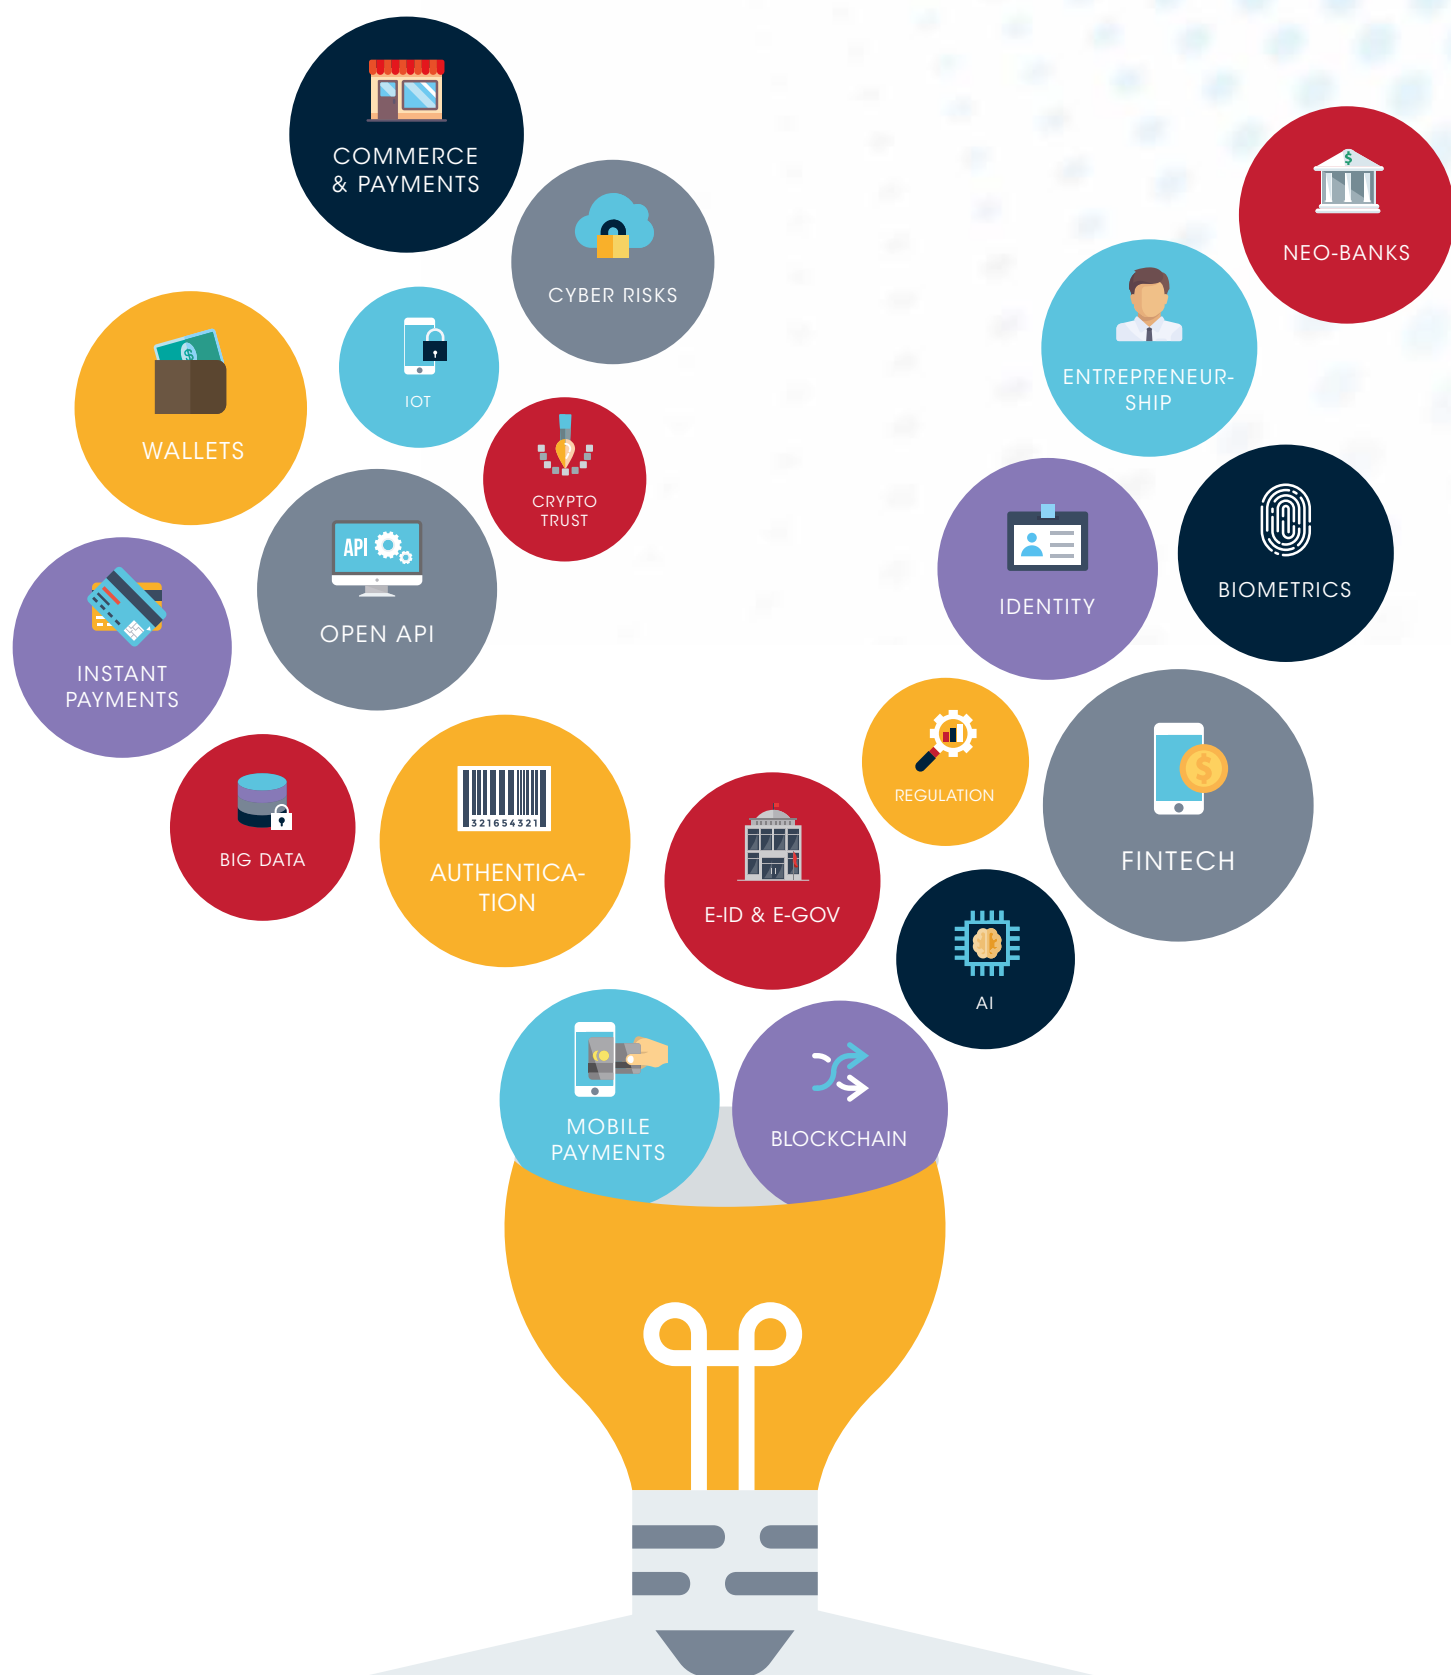 COMMERCE
& PAYMENTS
CYBER RISKS
$
NEO-BANKS
ENTREPRENEUR-
SHIP
$
WALLETS
IOT
CRYPTO
TRUST
API
OPEN API
IDENTITY
BIOMETRICS
INSTANT
PAYMENTS
BIG DATA
321654321
AUTHENTICA-
TION
E-ID & E-GOV
REGULATION
$
FINTECH
AI
MOBILE
PAYMENTS
BLOCKCHAIN